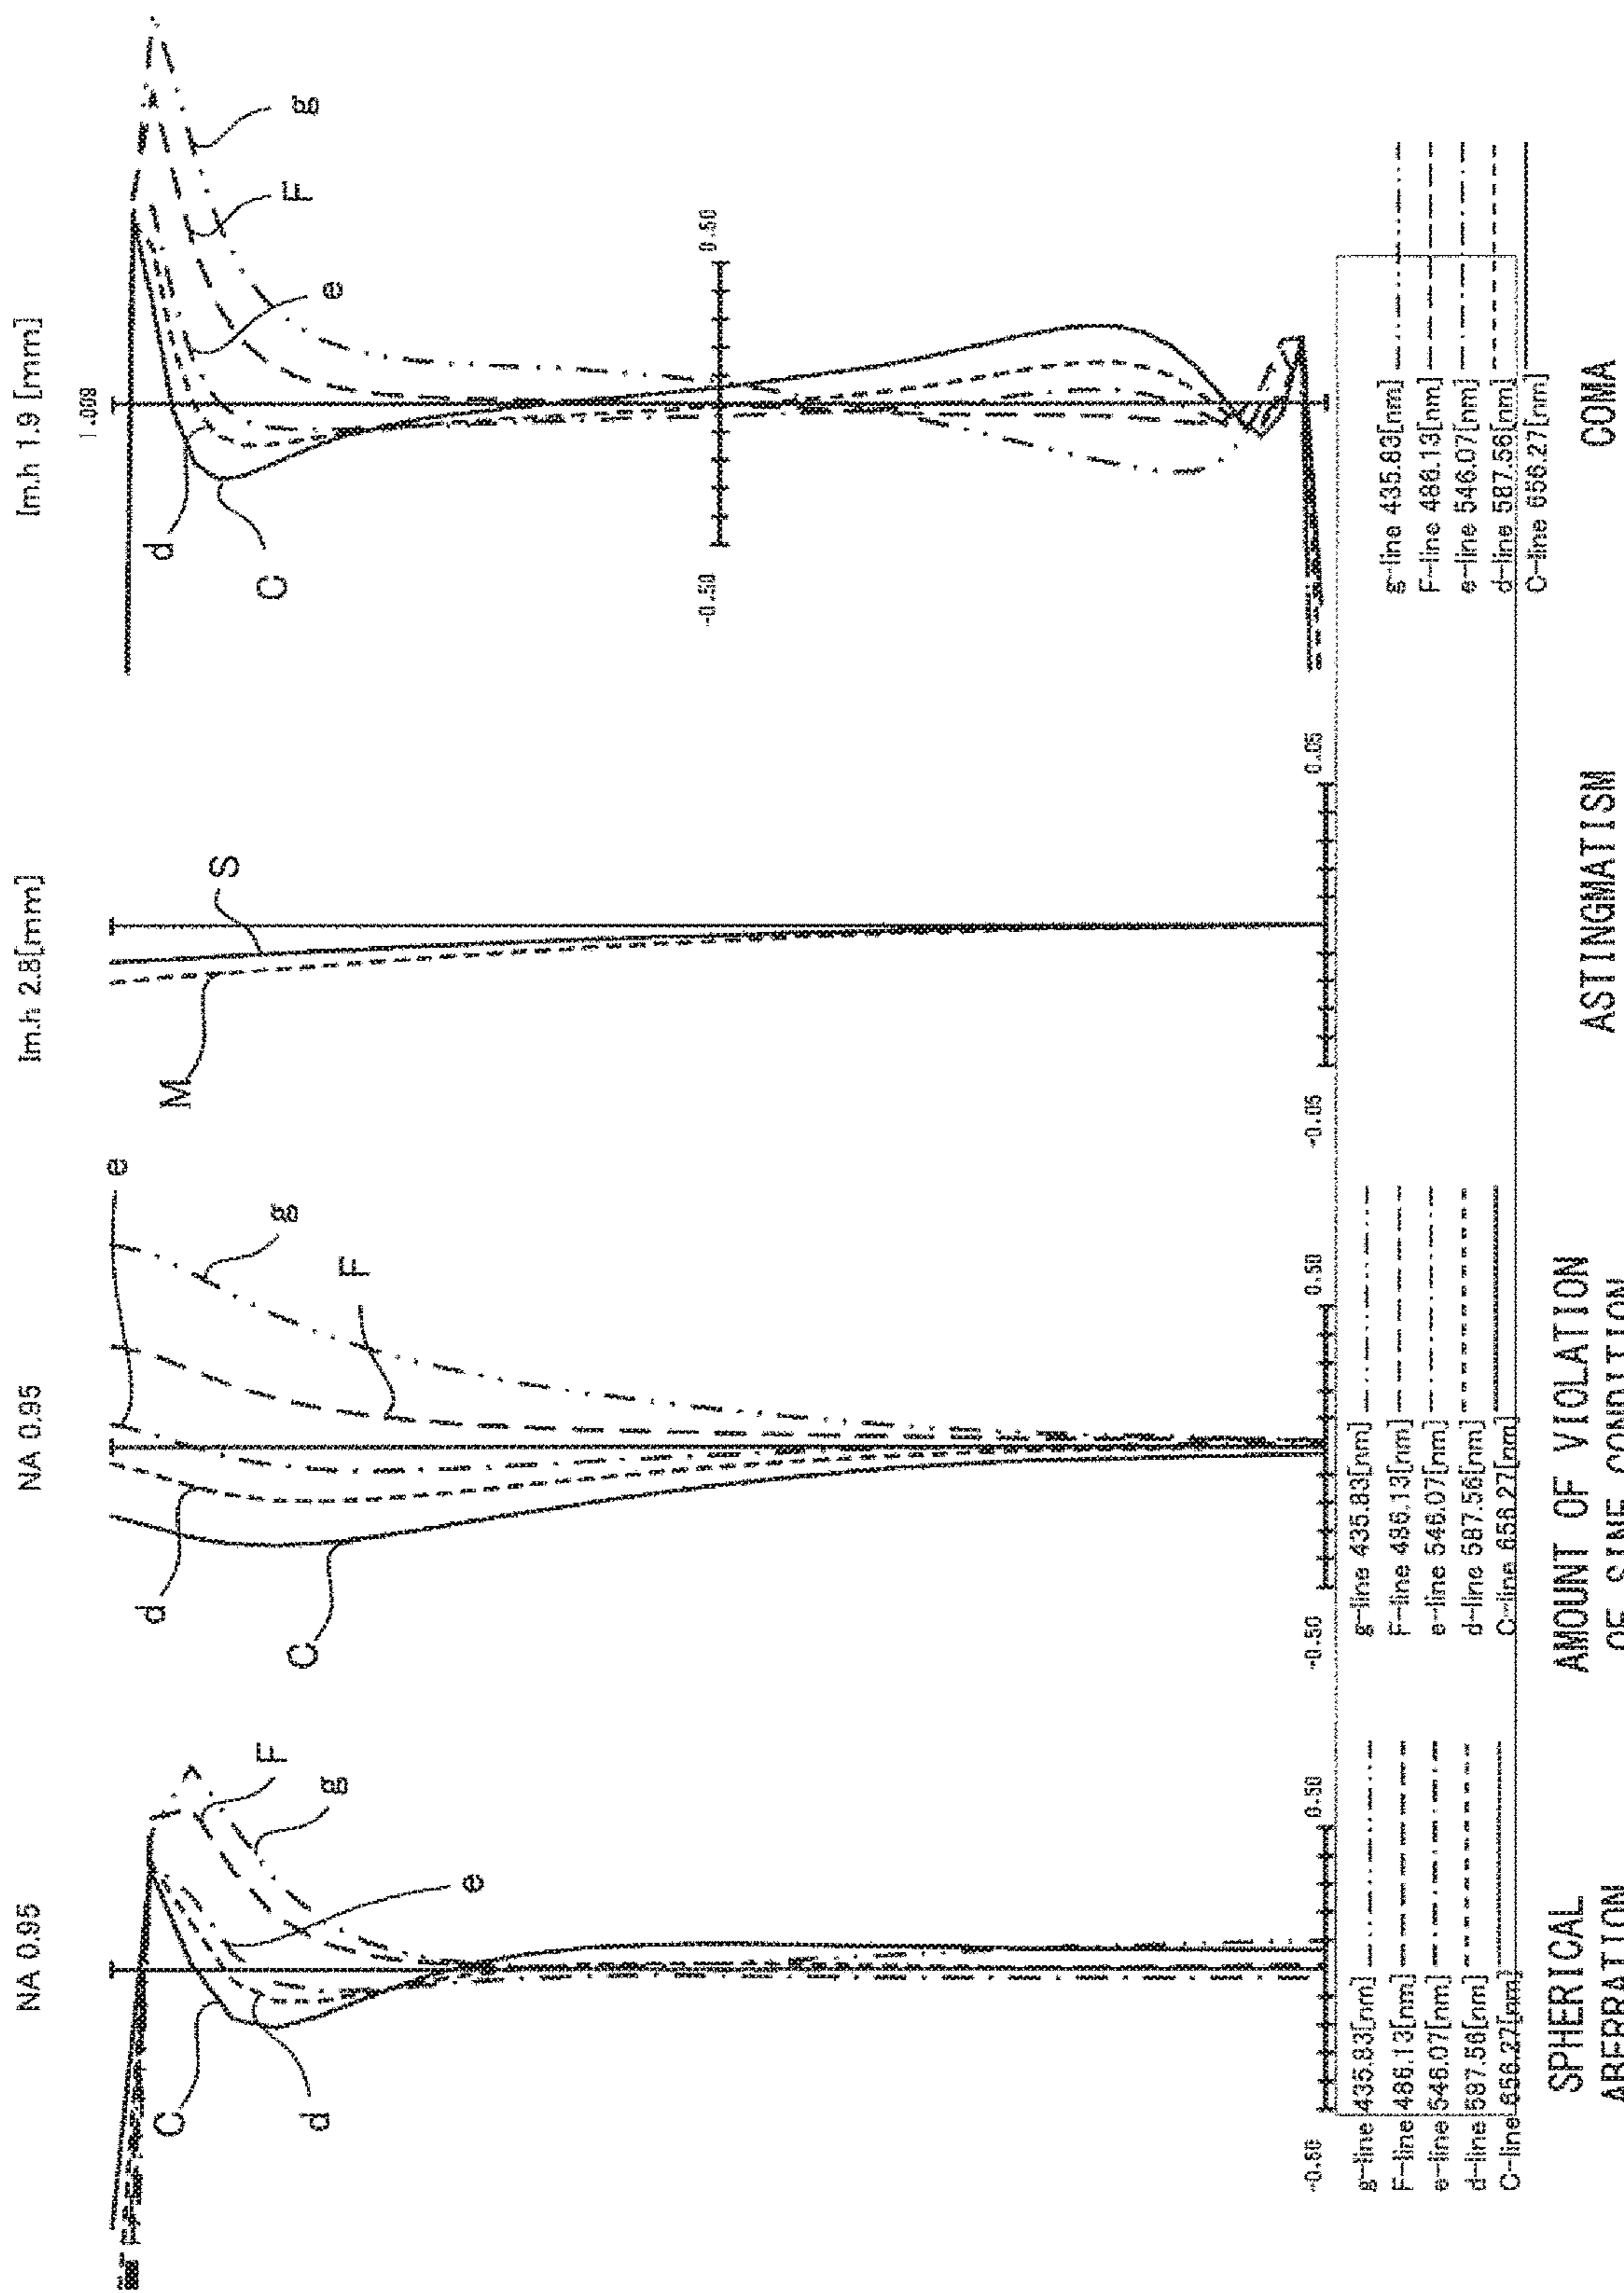 NA 0.95
F
g
e
C
d
-0.50
0.50
g-line 435.83[nm]
F-line 486.13[nm]
e-line 546.07[nm]
d-line 587.56[nm]
C-line 656.27[nm]
SPHERICAL
ABERRATION
NA 0.95
e
g
F
d
C
-0.50
0.50
g-line 435.83[nm]
F-line 486.13[nm]
e-line 546.07[nm]
d-line 587.56[nm]
C-line 656.27[nm]
AMOUNT OF VIOLATION
OF SINE CONDITION
Im.h 2.8[mm]
S
M
-0.05
0.05
ASTINGMATISM
Im.h 1.9 [mm]
1.008
g
F
e
d
C
-0.50
0.50
g-line 435.83[nm]
F-line 486.13[nm]
e-line 546.07[nm]
d-line 587.56[nm]
C-line 656.27[nm]
COMA